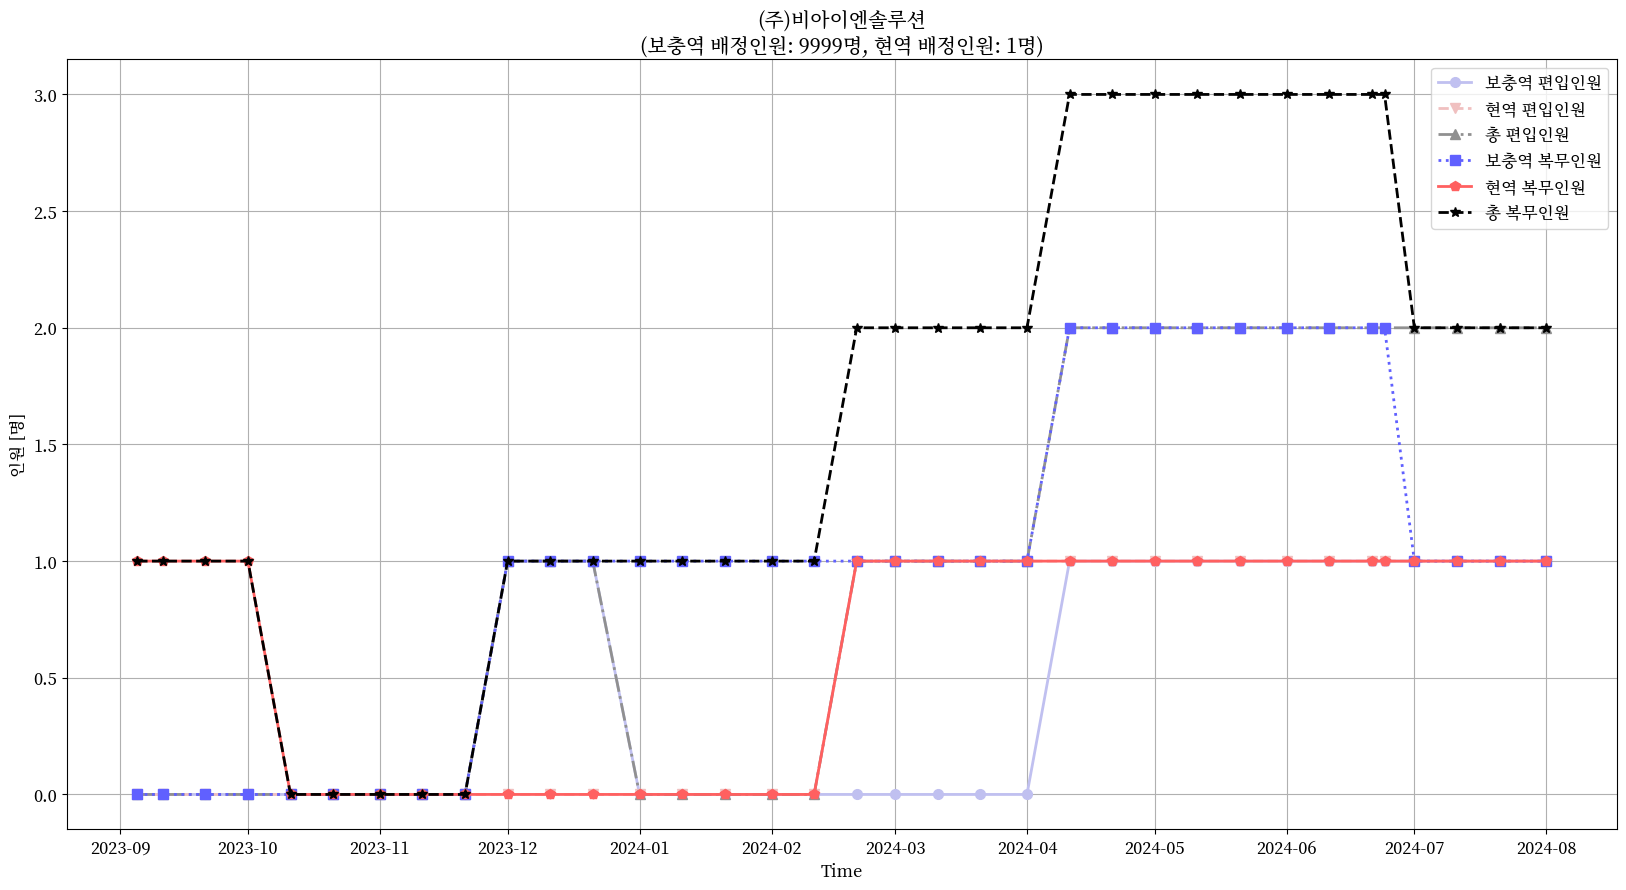 (주)비아이엔솔루션
(보충역 배정인원: 9999명, 현역 배정인원: 1명)
3.0
2.5
2.0
1.5
1.0
0.5
0.0
인원 [명]
보충역 편입인원
현역 편입인원
총 편입인원
보충역 복무인원
현역 복무인원
총 복무인원
2023-09 2023-10 2023-11 2023-12 2024-01 2024-02 2024-03 2024-04 2024-05 2024-06 2024-07 2024-08
Time